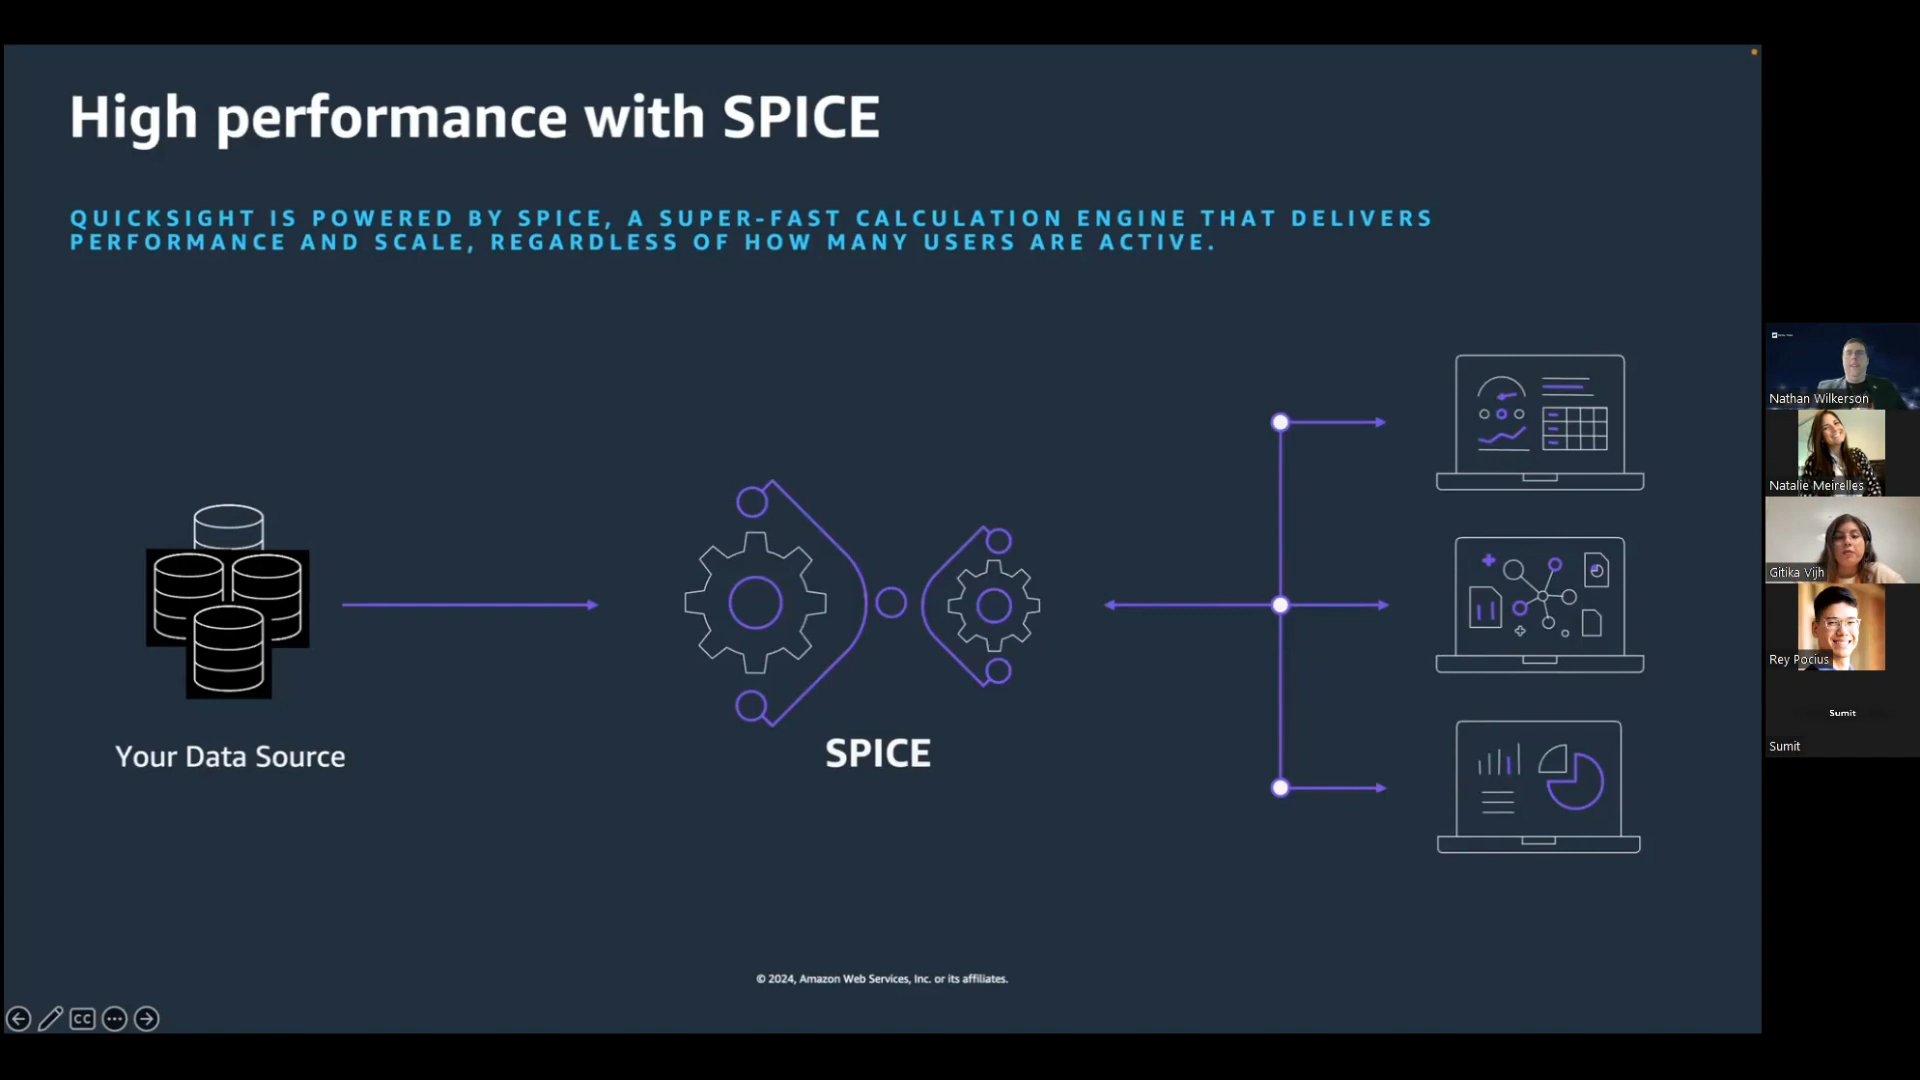 High performance with SPICE
QUICKSIGHT IS POWERED BY SPICE, A SUPER-FAST CALCULATION ENGINE THAT DELIVERS
PERFORMANCE AND SCALE, REGARDLESS OF HOW MANY USERS ARE ACTIVE.
Your Data Source
SPICE
© 2024, Amazon Web Services, Inc. or its affiliates.
CC
Nathan Wilkerson
Natalie Meirelles
Gitika Vijh
Rey Pocius
Sumit
Sumit